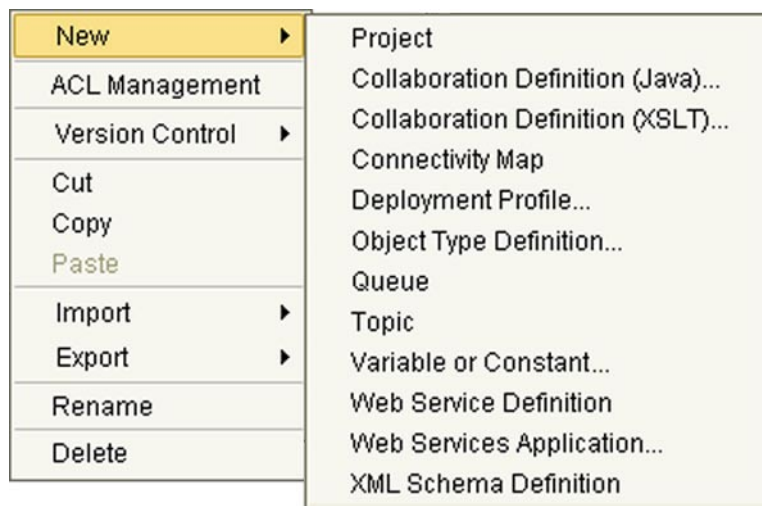 New
ACL Management
Version Control
Cut
Copy
Paste
Import
Export
Rename
Delete
Project
Collaboration Definition (Java)...
Collaboration Definition (XSLT)...
Connectivity Map
Deployment Profile...
Object Type Definition...
Queue
Topic
Variable or Constant...
Web Service Definition
Web Services Application...
XML Schema Definition